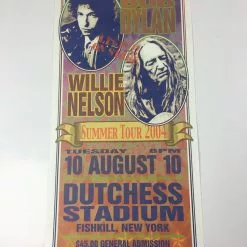 DYLAN
WILLIE
NELSON
SUMMER TOUR 2004
TUESDAY 8PM
10 AUGUST 10
DUTCHESS
STADIUM
FISHKILL, NEW YORK
$45.00 GENERAL ADMISSION